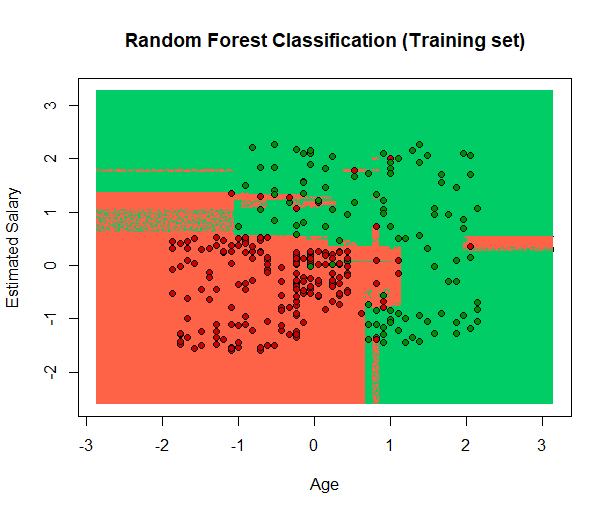 Random Forest Classification (Training set)
Estimated Salary
3
2
1
0
-1
-2
-3 -2 -1 0 1 2 3
Age